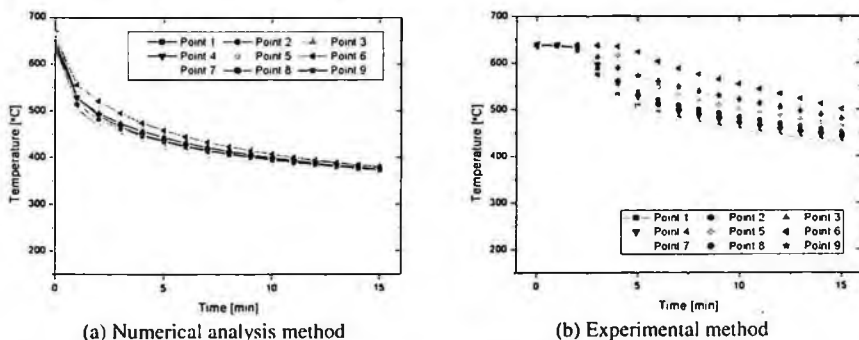 700
600
500
400
300
200
Temperature [°C]
Point 1 Point 2 Point 3
Point 4 Point 5 Point 6
Point 7 Point 8 Point 9
0 5 10 15
Time [min]
(a) Numerical analysis method
700
600
500
400
300
200
Temperature [°C]
Point 1 Point 2 Point 3
Point 4 Point 5 Point 6
Point 7 Point 8 Point 9
0 5 10 15
Time [min]
(b) Experimental method